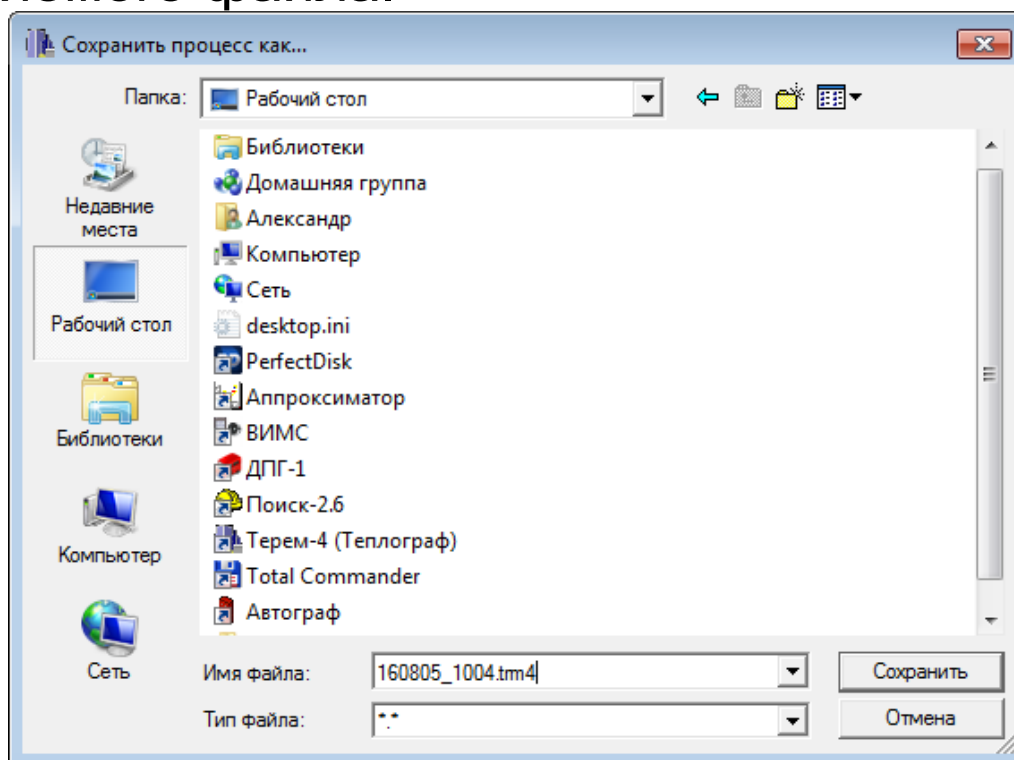 Сохранить процесс как...
Папка:
Рабочий стол
Недавние
места
Рабочий стол
Библиотеки
Компьютер
Сеть
Библиотеки
Домашняя группа
Александр
Компьютер
Сеть
desktop.ini
PerfectDisk
Аппроксиматор
ВИМС
ДПГ-1
Поиск-2.6
Терем-4 (Теплограф)
Total Commander
Автограф
Имя файла:
160805_1004.tm4
Сохранить
Тип файла:
*.*
Отмена